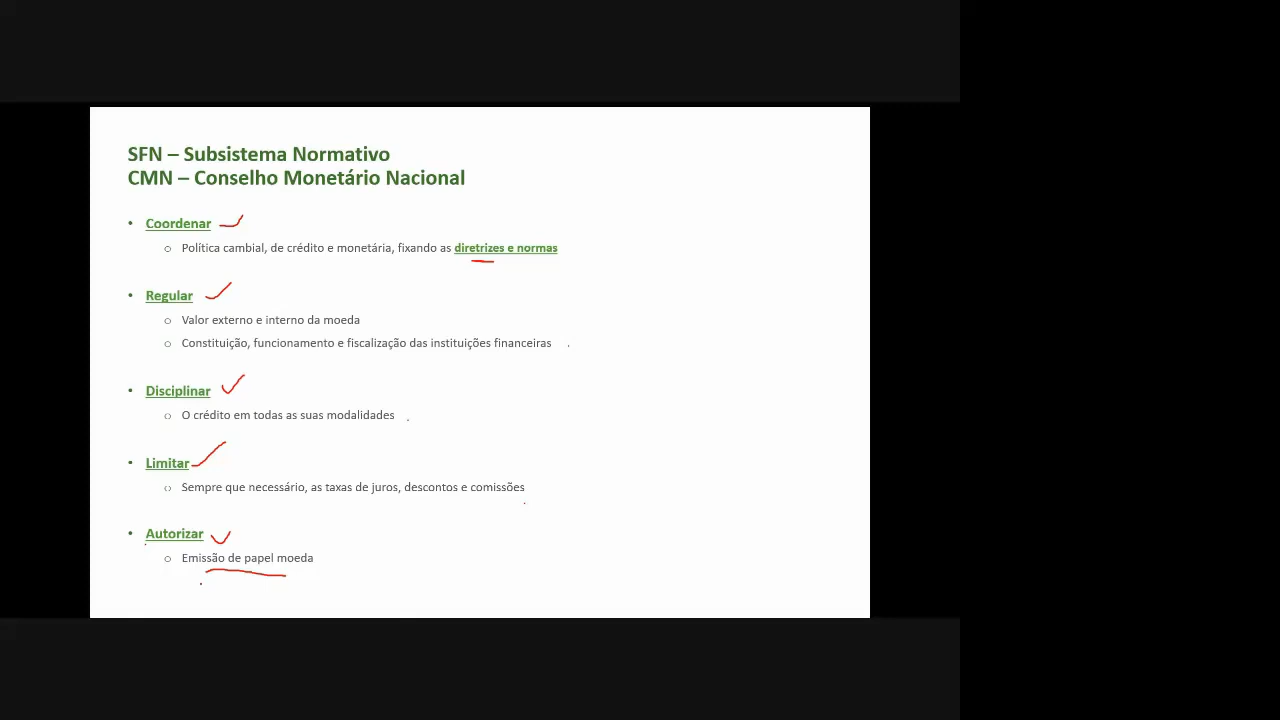 SFN – Subsistema Normativo
CMN – Conselho Monetário Nacional
• Coordenar
○ Política cambial, de crédito e monetária, fixando as diretrizes e normas
• Regular
○ Valor externo e interno da moeda
○ Constituição, funcionamento e fiscalização das instituições financeiras
• Disciplinar
○ O crédito em todas as suas modalidades
• Limitar
○ Sempre que necessário, as taxas de juros, descontos e comissões
• Autorizar
○ Emissão de papel moeda